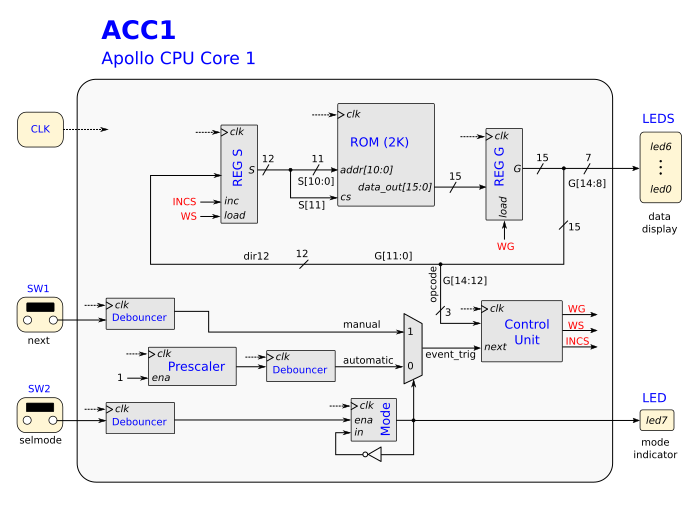 ACC1
Apollo CPU Core 1
CLK
clk
REG S
S
inc
load
INCS
WS
12
11
S[10:0]
S[11]
clk
ROM (2K)
addr[10:0]
data_out[15:0]
cs
15
clk
REG G
G
load
WG
15
7
G[14:8]
15
LEDS
led6
led0
data
display
dir12
12
G[11:0]
opcode
G[14:12]
3
SW1
next
clk
Debouncer
manual
1
0
clk
Prescaler
ena
1
clk
Debouncer
automatic
event_trig
clk
Control
Unit
next
WG
WS
INCS
SW2
selmode
clk
Debouncer
clk
ena
in
Mode
LED
led7
mode
indicator